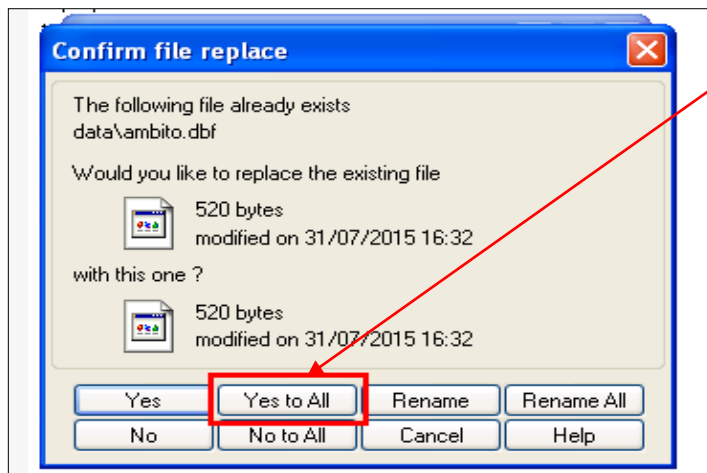 Confirm file replace
The following file already exists
data\ambito.dbf
Would you like to replace the existing file
520 bytes
modified on 31/07/2015 16:32
with this one ?
520 bytes
modified on 31/07/2015 16:32
Yes Yes to All Rename Rename All
No No to All Cancel Help